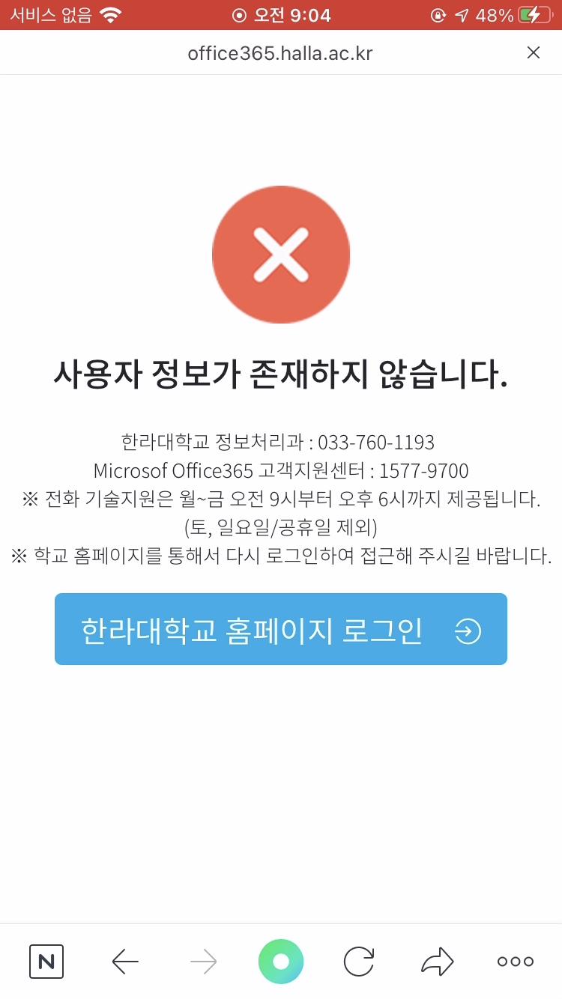 서비스 없음 오전 9:04 48%
office365.halla.ac.kr
사용자 정보가 존재하지 않습니다.
한라대학교 정보처리과 : 033-760-1193
Microsof Office365 고객지원센터 : 1577-9700
※ 전화 기술지원은 월~금 오전 9시부터 오후 6시까지 제공됩니다.
(토, 일요일/공휴일 제외)
※ 학교 홈페이지를 통해서 다시 로그인하여 접근해 주시길 바랍니다.
한라대학교 홈페이지 로그인
N